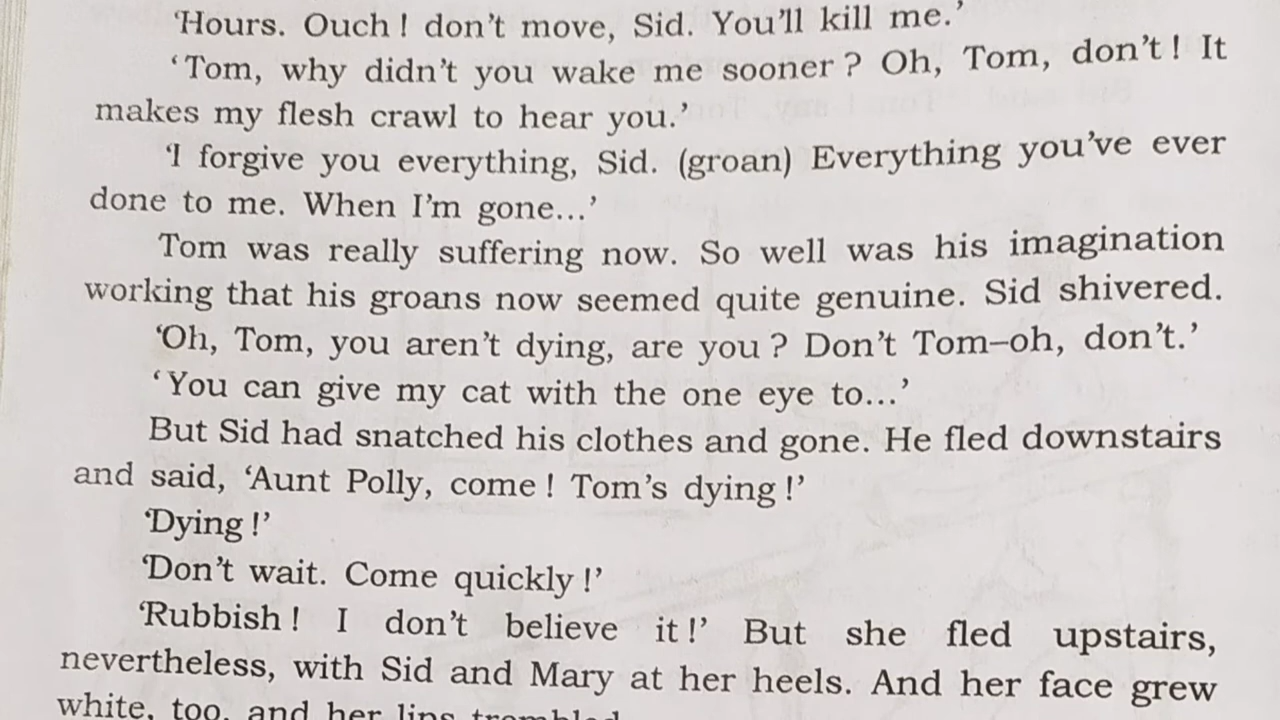 ‘Hours. Ouch ! don’t move, Sid. You’ll kill me.’
‘Tom, why didn’t you wake me sooner ? Oh, Tom, don’t ! It
makes my flesh crawl to hear you.’
‘I forgive you everything, Sid. (groan) Everything you’ve ever
done to me. When I’m gone...’
Tom was really suffering now. So well was his imagination
working that his groans now seemed quite genuine. Sid shivered.
‘Oh, Tom, you aren’t dying, are you ? Don’t Tom–oh, don’t.’
‘You can give my cat with the one eye to...’
But Sid had snatched his clothes and gone. He fled downstairs
and said, ‘Aunt Polly, come ! Tom’s dying !’
‘Dying !’
‘Don’t wait. Come quickly !’
‘Rubbish ! I don’t believe it !’ But she fled upstairs,
nevertheless, with Sid and Mary at her heels. And her face grew
white, too, and her lips trembled